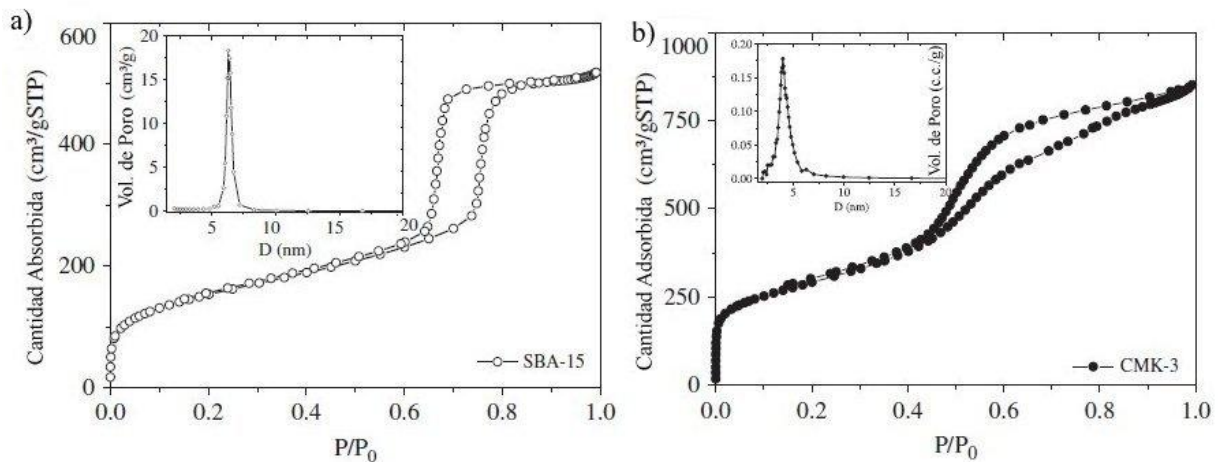 a)
600
400
200
0
Cantidad Absorbida (cm³/gSTP)
0.0 0.2 0.4 0.6 0.8 1.0
P/P₀
SBA-15
20
15
10
5
0
Vol. de Poro (cm³/g)
5 10 15 20
D (nm)
b)
1000
750
500
250
0
Cantidad Adsorbida (cm³/gSTP)
0.0 0.2 0.4 0.6 0.8 1.0
P/P₀
CMK-3
0.20
0.15
0.10
0.05
0.00
Vol. de Poro (c.c./g)
5 10 15 20
D (nm)